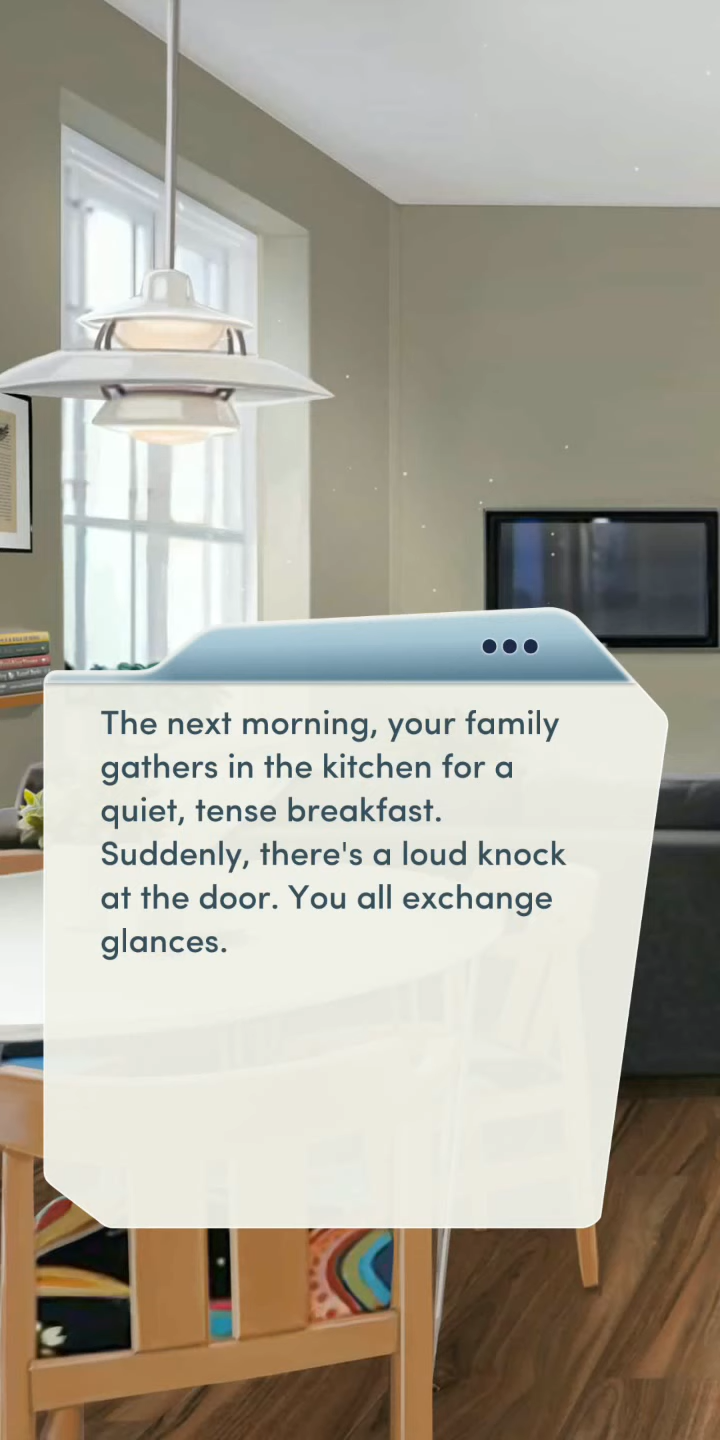 The next morning, your family
gathers in the kitchen for a
quiet, tense breakfast.
Suddenly, there's a loud knock
at the door. You all exchange
glances.